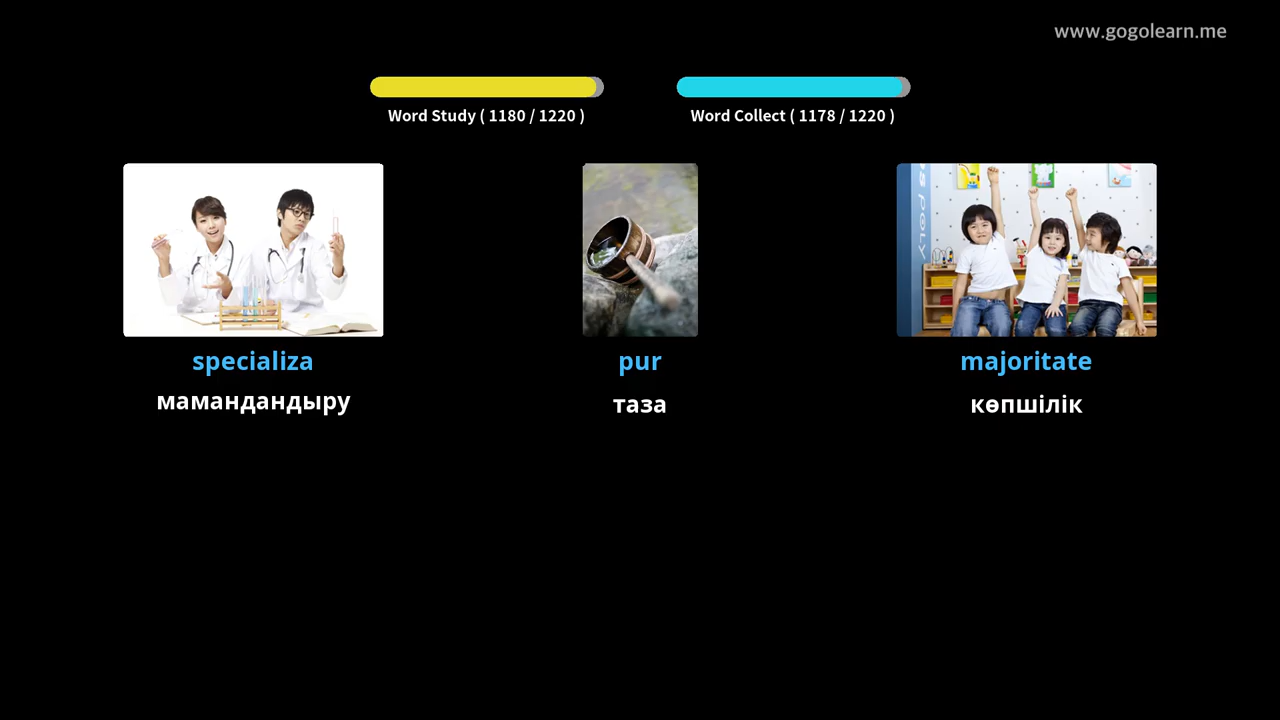 www.gogolearn.me
Word Study ( 1180 / 1220 )
Word Collect ( 1178 / 1220 )
specializa
pur
majoritate
мамандандыру
таза
көпшілік